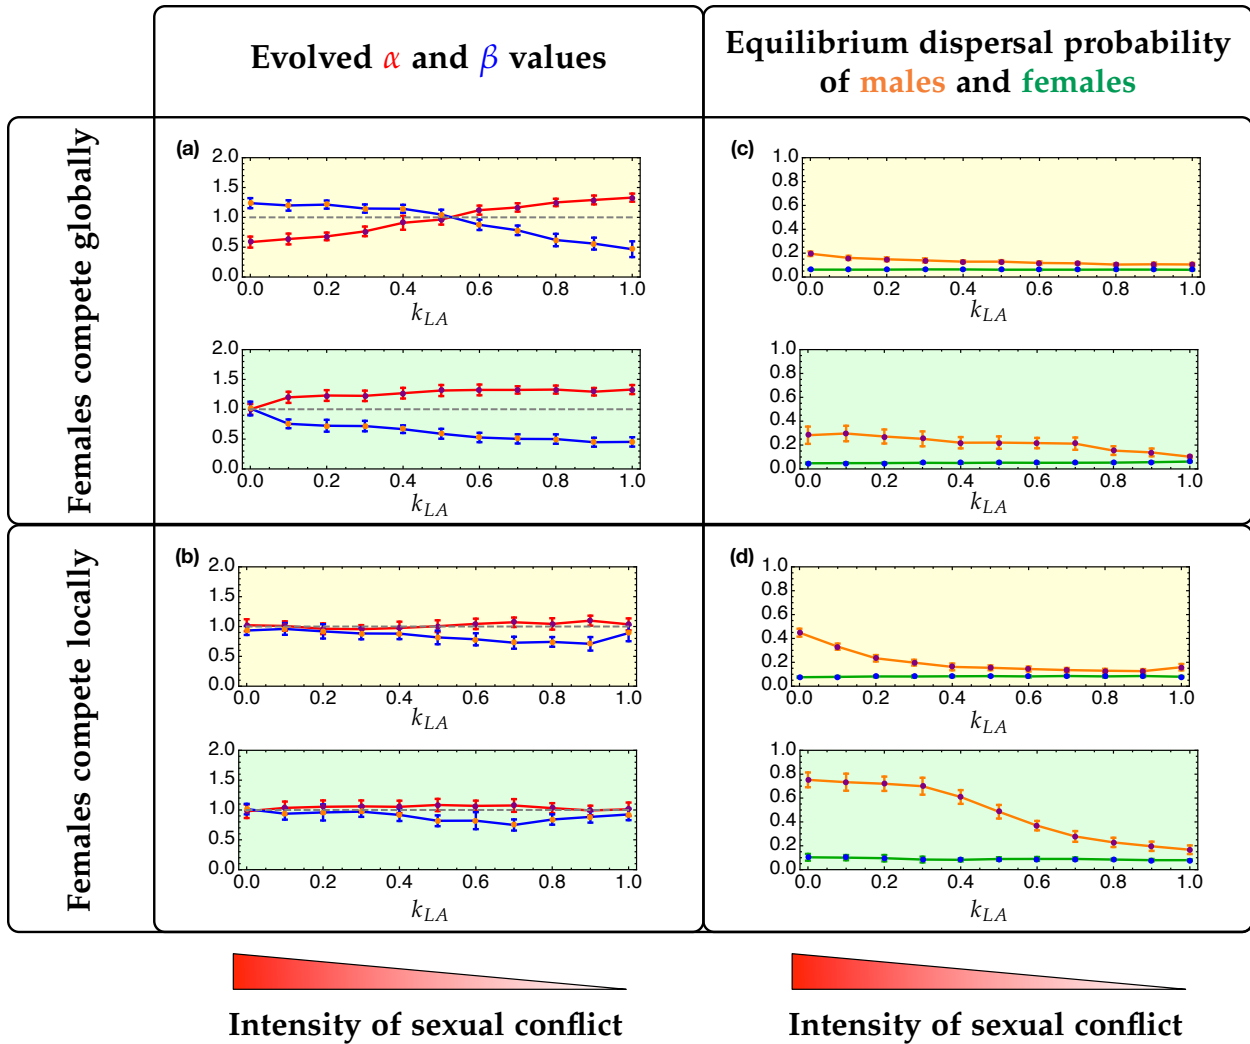 Evolved α and β values
Equilibrium dispersal probability
of males and females
Females compete globally
(a)
2.0
1.5
1.0
0.5
0.0
0.0 0.2 0.4 0.6 0.8 1.0
k_LA
2.0
1.5
1.0
0.5
0.0
0.0 0.2 0.4 0.6 0.8 1.0
k_LA
(c)
1.0
0.8
0.6
0.4
0.2
0.0
0.0 0.2 0.4 0.6 0.8 1.0
k_LA
1.0
0.8
0.6
0.4
0.2
0.0
0.0 0.2 0.4 0.6 0.8 1.0
k_LA
Females compete locally
(b)
2.0
1.5
1.0
0.5
0.0
0.0 0.2 0.4 0.6 0.8 1.0
k_LA
2.0
1.5
1.0
0.5
0.0
0.0 0.2 0.4 0.6 0.8 1.0
k_LA
(d)
1.0
0.8
0.6
0.4
0.2
0.0
0.0 0.2 0.4 0.6 0.8 1.0
k_LA
1.0
0.8
0.6
0.4
0.2
0.0
0.0 0.2 0.4 0.6 0.8 1.0
k_LA
Intensity of sexual conflict
Intensity of sexual conflict